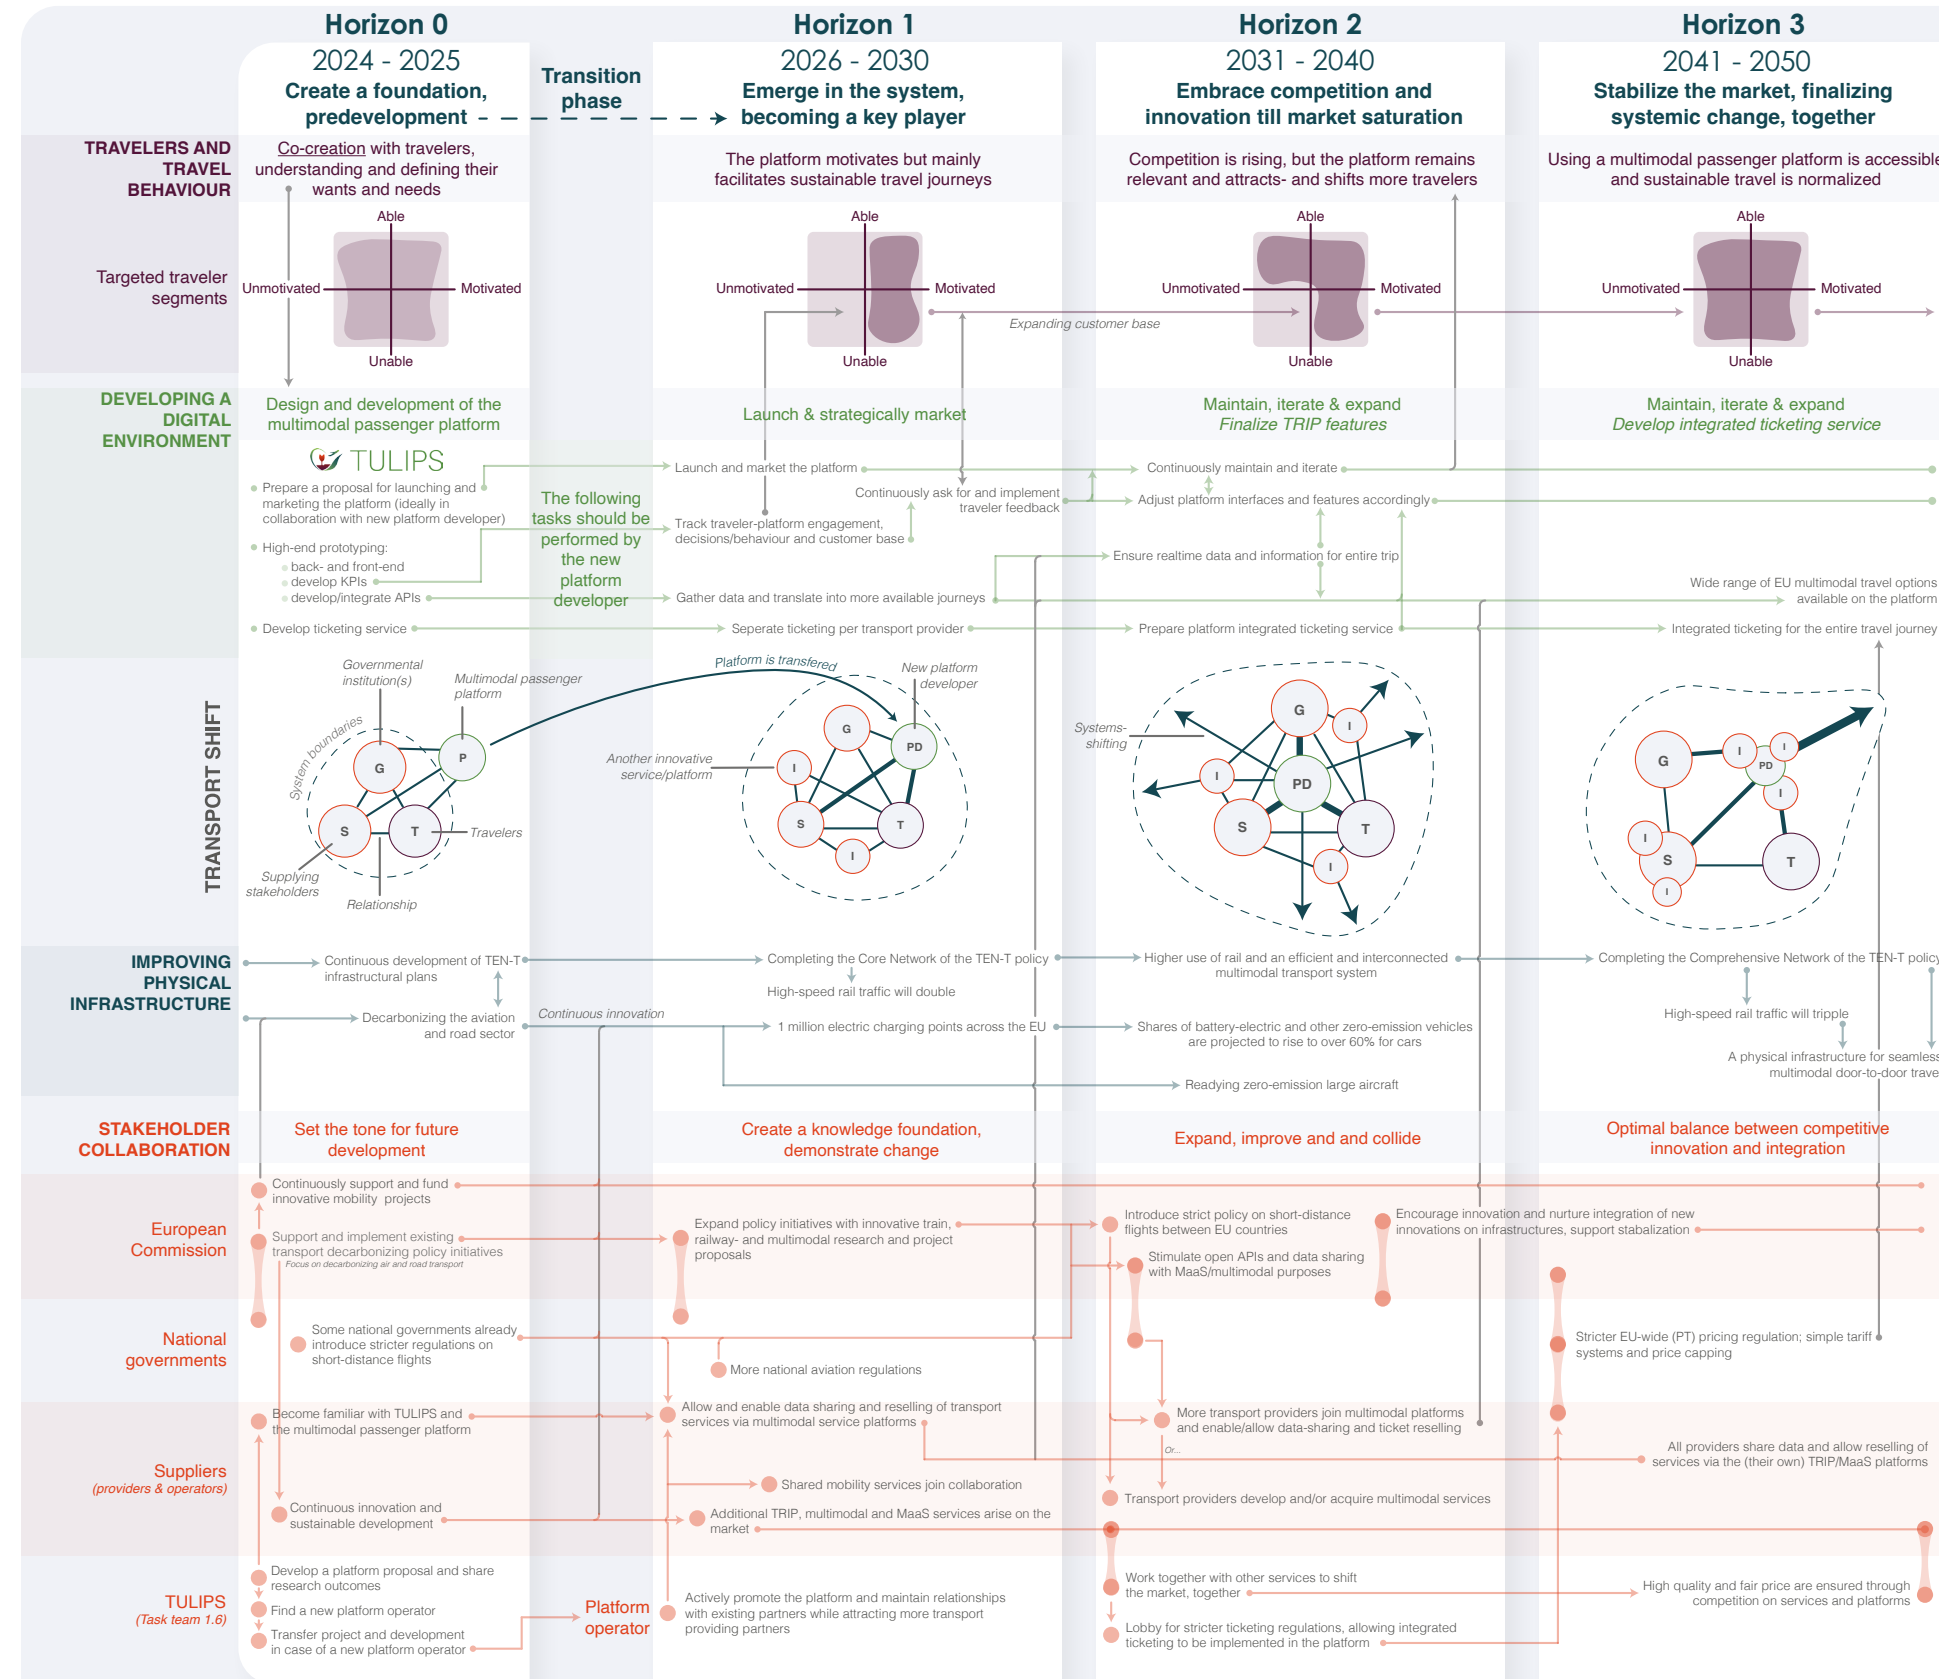 Horizon 0
2024 - 2025
Create a foundation,
predevelopment
Transition
phase
Horizon 1
2026 - 2030
Emerge in the system,
becoming a key player
Horizon 2
2031 - 2040
Embrace competition and
innovation till market saturation
Horizon 3
2041 - 2050
Stabilize the market, finalizing
systemic change, together
TRAVELERS AND
TRAVEL
BEHAVIOUR
Co-creation with travelers,
understanding and defining their
wants and needs
The platform motivates but mainly
facilitates sustainable travel journeys
Competition is rising, but the platform remains
relevant and attracts- and shifts more travelers
Using a multimodal passenger platform is accessible
and sustainable travel is normalized
Targeted traveler
segments
Able
Unmotivated
Motivated
Unable
Able
Unmotivated
Motivated
Unable
Expanding customer base
Able
Unmotivated
Motivated
Unable
Able
Unmotivated
Motivated
Unable
DEVELOPING A
DIGITAL
ENVIRONMENT
Design and development of the
multimodal passenger platform
Launch & strategically market
Maintain, iterate & expand
Finalize TRIP features
Maintain, iterate & expand
Develop integrated ticketing service
TULIPS
Prepare a proposal for launching and
marketing the platform (ideally in
collaboration with new platform developer)
High-end prototyping:
back- and front-end
develop KPIs
develop/integrate APIs
Develop ticketing service
The following
tasks should be
performed by
the new
platform
developer
Launch and market the platform
Continuously ask for and implement
traveler feedback
Track traveler-platform engagement,
decisions/behaviour and customer base
Gather data and translate into more available journeys
Seperate ticketing per transport provider
Continuously maintain and iterate
Adjust platform interfaces and features accordingly
Ensure realtime data and information for entire trip
Prepare platform integrated ticketing service
Wide range of EU multimodal travel options
available on the platform
Integrated ticketing for the entire travel journey
TRANSPORT SHIFT
Governmental
institution(s)
Multimodal passenger
platform
System boundaries
G
P
S
T
Travelers
Supplying
stakeholders
Relationship
Platform is transfered
New platform
developer
Another innovative
service/platform
G
PD
I
S
T
I
Systems-
shifting
G
I
I
PD
S
T
I
G
I
I
PD
I
I
S
T
I
IMPROVING
PHYSICAL
INFRASTRUCTURE
Continuous development of TEN-T
infrastructural plans
Decarbonizing the aviation
and road sector
Continuous innovation
Completing the Core Network of the TEN-T policy
High-speed rail traffic will double
1 million electric charging points across the EU
Higher use of rail and an efficient and interconnected
multimodal transport system
Shares of battery-electric and other zero-emission vehicles
are projected to rise to over 60% for cars
Readying zero-emission large aircraft
Completing the Comprehensive Network of the TEN-T policy
High-speed rail traffic will tripple
A physical infrastructure for seamless
multimodal door-to-door trave
STAKEHOLDER
COLLABORATION
Set the tone for future
development
Create a knowledge foundation,
demonstrate change
Expand, improve and and collide
Optimal balance between competitive
innovation and integration
European
Commission
Continuously support and fund
innovative mobility projects
Support and implement existing
transport decarbonizing policy initiatives
Focus on decarbonizing air and road transport
Expand policy initiatives with innovative train,
railway- and multimodal research and project
proposals
Introduce strict policy on short-distance
flights between EU countries
Stimulate open APIs and data sharing
with MaaS/multimodal purposes
Encourage innovation and nurture integration of new
innovations on infrastructures, support stabalization
National
governments
Some national governments already
introduce stricter regulations on
short-distance flights
More national aviation regulations
Stricter EU-wide (PT) pricing regulation; simple tariff
systems and price capping
Suppliers
(providers & operators)
Become familiar with TULIPS and
the multimodal passenger platform
Continuous innovation and
sustainable development
Allow and enable data sharing and reselling of transport
services via multimodal service platforms
Shared mobility services join collaboration
Additional TRIP, multimodal and MaaS services arise on the
market
More transport providers join multimodal platforms
and enable/allow data-sharing and ticket reselling
Or...
Transport providers develop and/or acquire multimodal services
All providers share data and allow reselling of
services via the (their own) TRIP/MaaS platforms
TULIPS
(Task team 1.6)
Develop a platform proposal and share
research outcomes
Find a new platform operator
Transfer project and development
in case of a new platform operator
Platform
operator
Actively promote the platform and maintain relationships
with existing partners while attracting more transport
providing partners
Work together with other services to shift
the market, together
Lobby for stricter ticketing regulations, allowing integrated
ticketing to be implemented in the platform
High quality and fair price are ensured through
competition on services and platforms